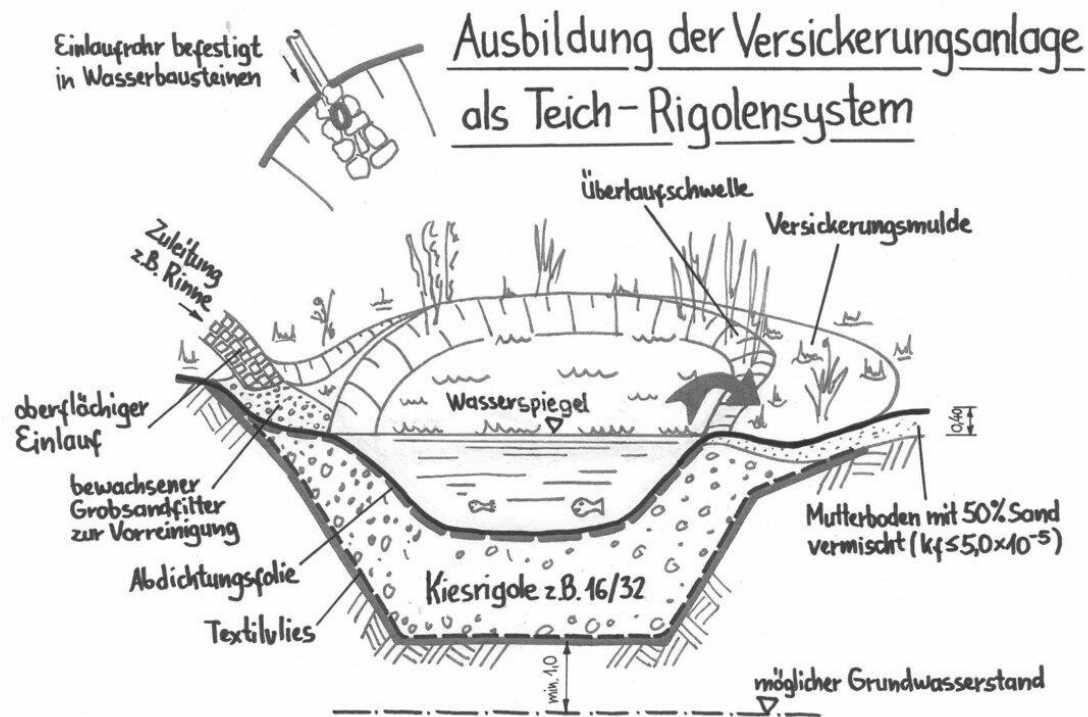 Ausbildung der Versickerungsanlage
als Teich-Rigolensystem
Einlaufrohr befestigt
in Wasserbausteinen
Überlaufschwelle
Versickerungsmulde
Zuleitung
z.B. Rinne
Wasserspiegel
oberflächiger
Einlauf
0,40
bewachsener
Grobsandfilter
zur Vorreinigung
Mutterboden mit 50% Sand
vermischt (kf≤5,0×10⁻⁵)
Abdichtungsfolie
Kiesrigole z.B. 16/32
Textilvlies
min. 1,0
möglicher Grundwasserstand